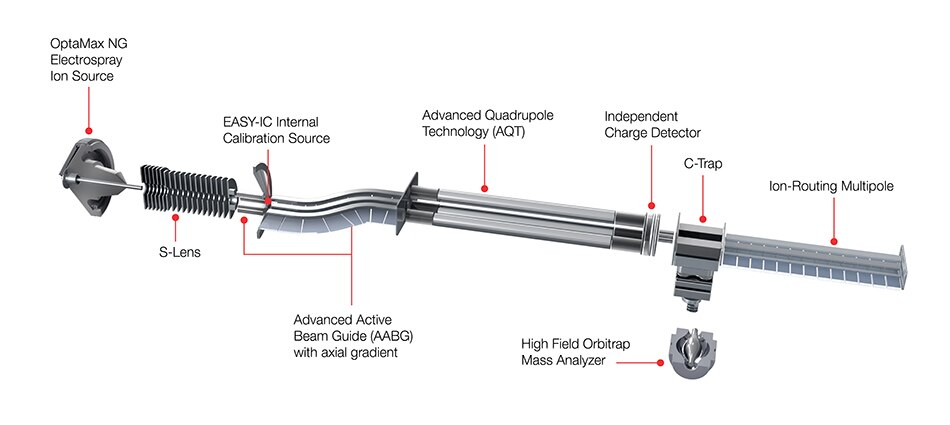 OptaMax NG
Electrospray
Ion Source
EASY-IC Internal
Calibration Source
Advanced Quadrupole
Technology (AQT)
Independent
Charge Detector
C-Trap
Ion-Routing Multipole
S-Lens
Advanced Active
Beam Guide (AABG)
with axial gradient
High Field Orbitrap
Mass Analyzer